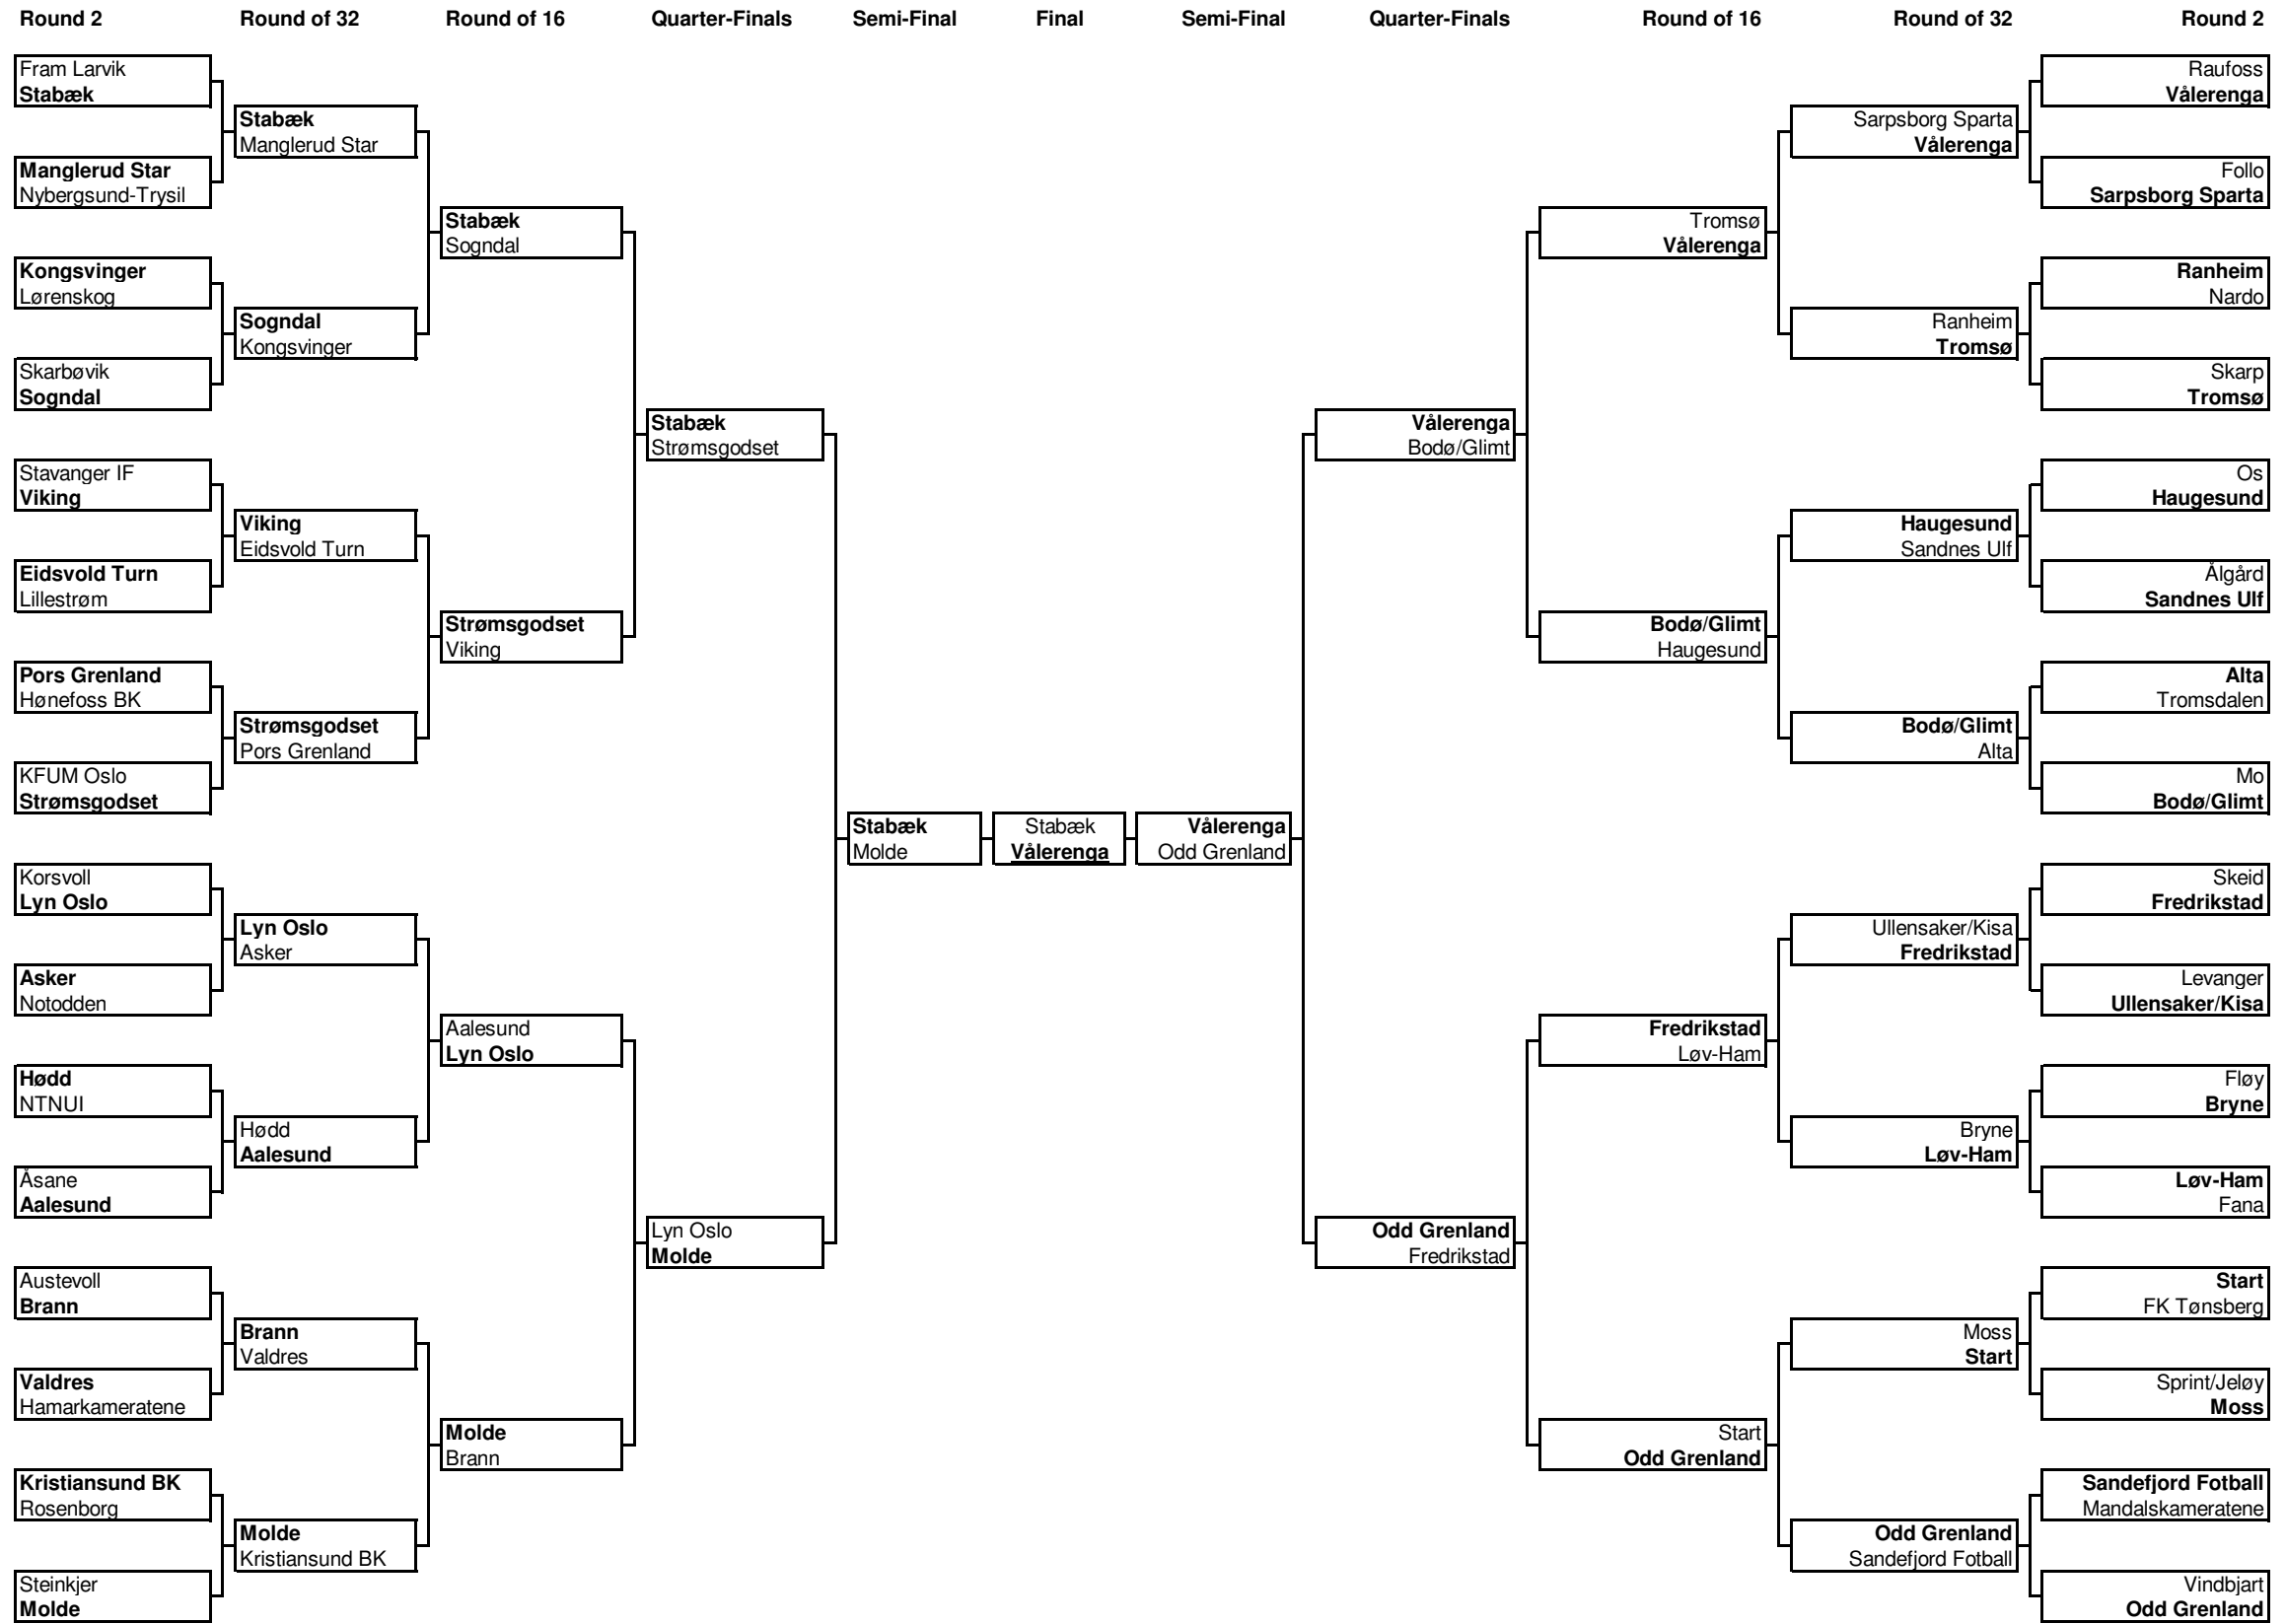 Round 2
Round of 32
Round of 16
Quarter-Finals
Semi-Final
Final
Semi-Final
Quarter-Finals
Round of 16
Round of 32
Round 2
Fram Larvik
Stabæk
Manglerud Star
Nybergsund-Trysil
Kongsvinger
Lørenskog
Skarbøvik
Sogndal
Stavanger IF
Viking
Eidsvold Turn
Lillestrøm
Pors Grenland
Hønefoss BK
KFUM Oslo
Strømsgodset
Korsvoll
Lyn Oslo
Asker
Notodden
Hødd
NTNUI
Åsane
Aalesund
Austevoll
Brann
Valdres
Hamarkameratene
Kristiansund BK
Rosenborg
Steinkjer
Molde
Stabæk
Manglerud Star
Sogndal
Kongsvinger
Viking
Eidsvold Turn
Strømsgodset
Pors Grenland
Lyn Oslo
Asker
Hødd
Aalesund
Brann
Valdres
Molde
Kristiansund BK
Stabæk
Sogndal
Strømsgodset
Viking
Aalesund
Lyn Oslo
Molde
Brann
Stabæk
Strømsgodset
Lyn Oslo
Molde
Stabæk
Molde
Stabæk
Vålerenga
Vålerenga
Odd Grenland
Vålerenga
Bodø/Glimt
Odd Grenland
Fredrikstad
Tromsø
Vålerenga
Bodø/Glimt
Haugesund
Fredrikstad
Løv-Ham
Start
Odd Grenland
Sarpsborg Sparta
Vålerenga
Ranheim
Tromsø
Haugesund
Sandnes Ulf
Bodø/Glimt
Alta
Ullensaker/Kisa
Fredrikstad
Bryne
Løv-Ham
Moss
Start
Odd Grenland
Sandefjord Fotball
Raufoss
Vålerenga
Follo
Sarpsborg Sparta
Ranheim
Nardo
Skarp
Tromsø
Os
Haugesund
Ålgård
Sandnes Ulf
Alta
Tromsdalen
Mo
Bodø/Glimt
Skeid
Fredrikstad
Levanger
Ullensaker/Kisa
Fløy
Bryne
Løv-Ham
Fana
Start
FK Tønsberg
Sprint/Jeløy
Moss
Sandefjord Fotball
Mandalskameratene
Vindbjart
Odd Grenland